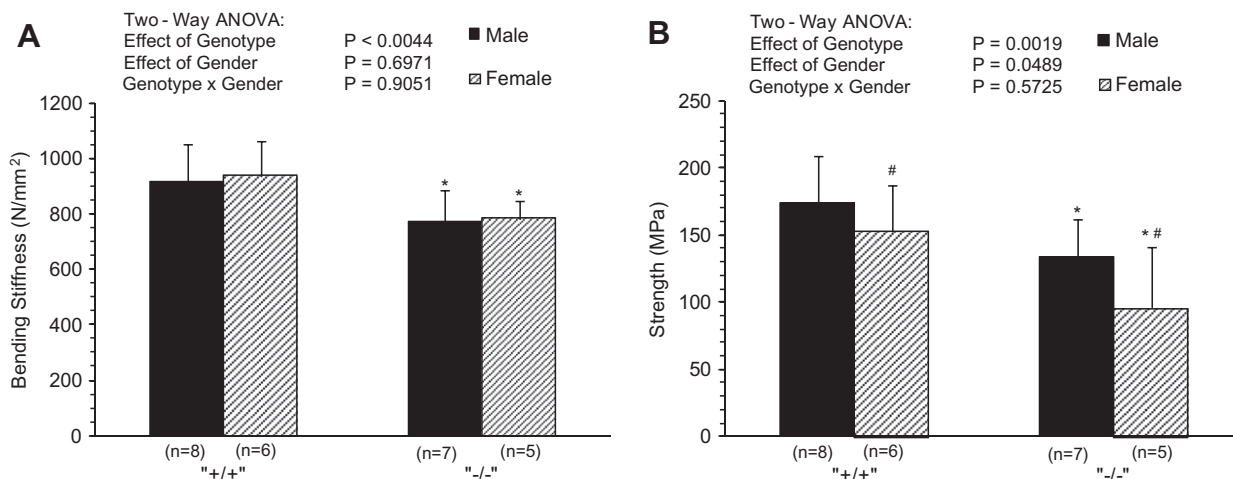 A
Two - Way ANOVA:
Effect of Genotype P < 0.0044
Effect of Gender P = 0.6971
Genotype x Gender P = 0.9051
Male
Female
Bending Stiffness (N/mm²)
1200
1000
800
600
400
200
0
* *
(n=8) (n=6) (n=7) (n=5)
"+/+" "-/-"
B
Two - Way ANOVA:
Effect of Genotype P = 0.0019
Effect of Gender P = 0.0489
Genotype x Gender P = 0.5725
Male
Female
Strength (MPa)
250
200
150
100
50
0
# * * #
(n=8) (n=6) (n=7) (n=5)
"+/+" "-/-"